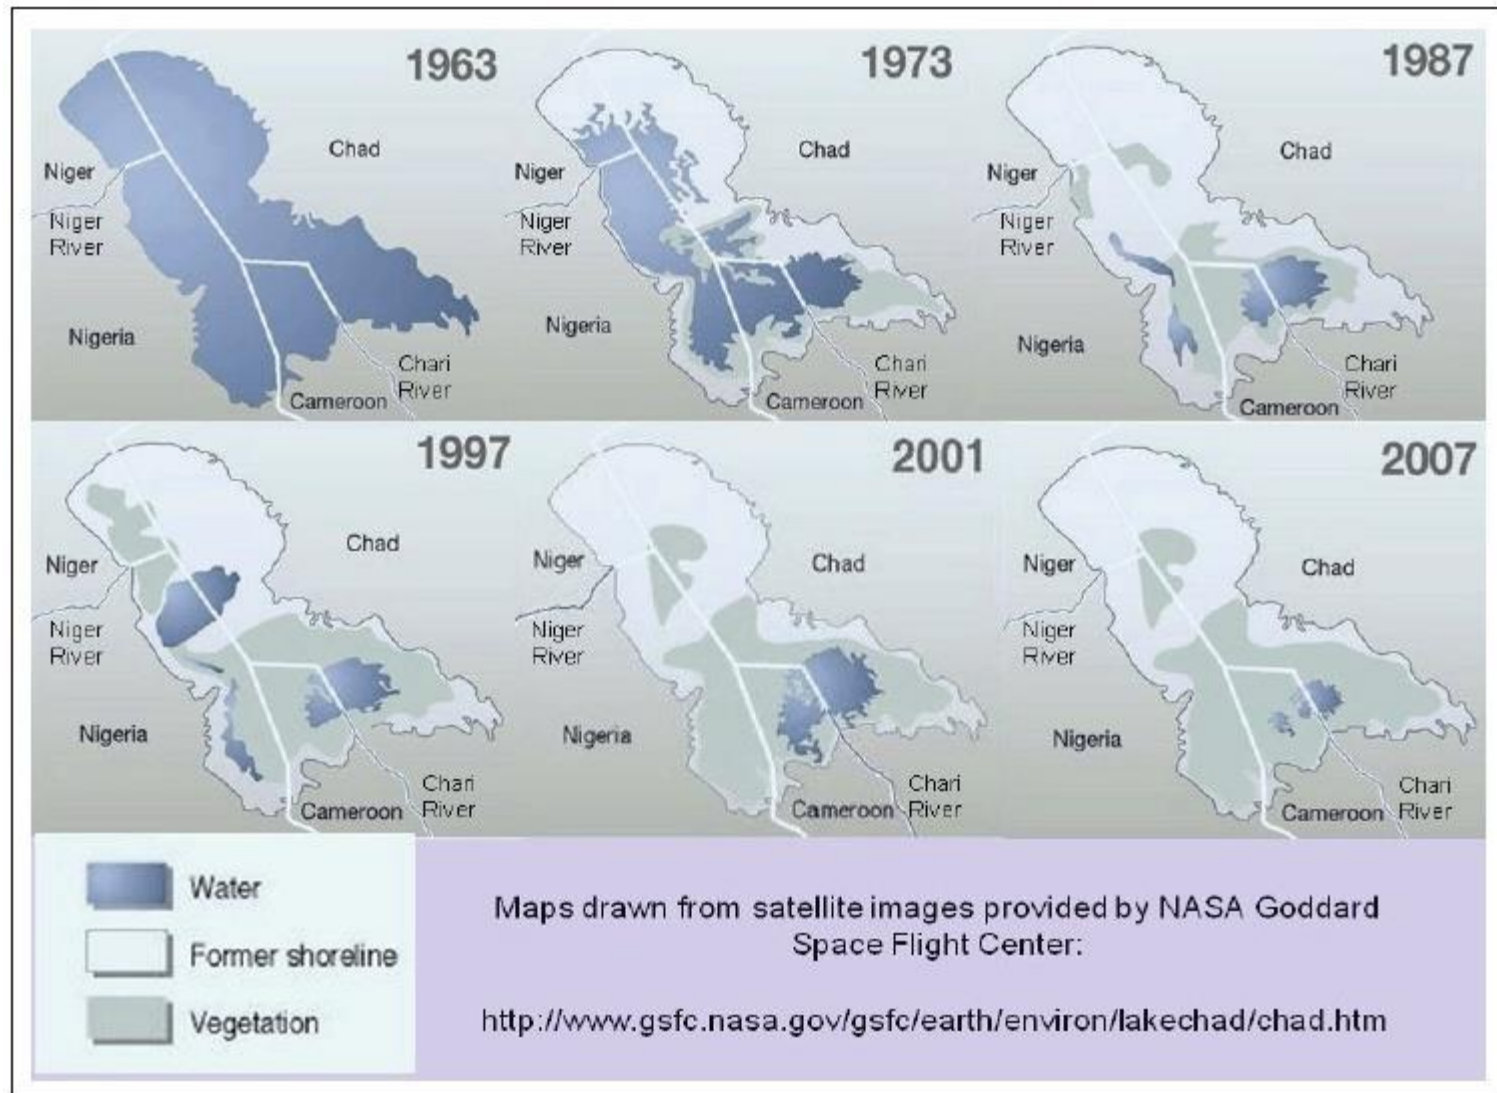 1963
Chad
Niger
Niger
River
Nigeria
Chari
River
Cameroon
1973
Chad
Niger
Niger
River
Nigeria
Chari
River
Cameroon
1987
Chad
Niger
Niger
River
Nigeria
Chari
River
Cameroon
1997
Chad
Niger
Niger
River
Nigeria
Chari
River
Cameroon
2001
Chad
Niger
Niger
River
Nigeria
Chari
River
Cameroon
2007
Chad
Niger
Niger
River
Nigeria
Chari
River
Cameroon
Water
Former shoreline
Vegetation
Maps drawn from satellite images provided by NASA Goddard
Space Flight Center:
http://www.gsfc.nasa.gov/gsfc/earth/environ/lakechad/chad.htm